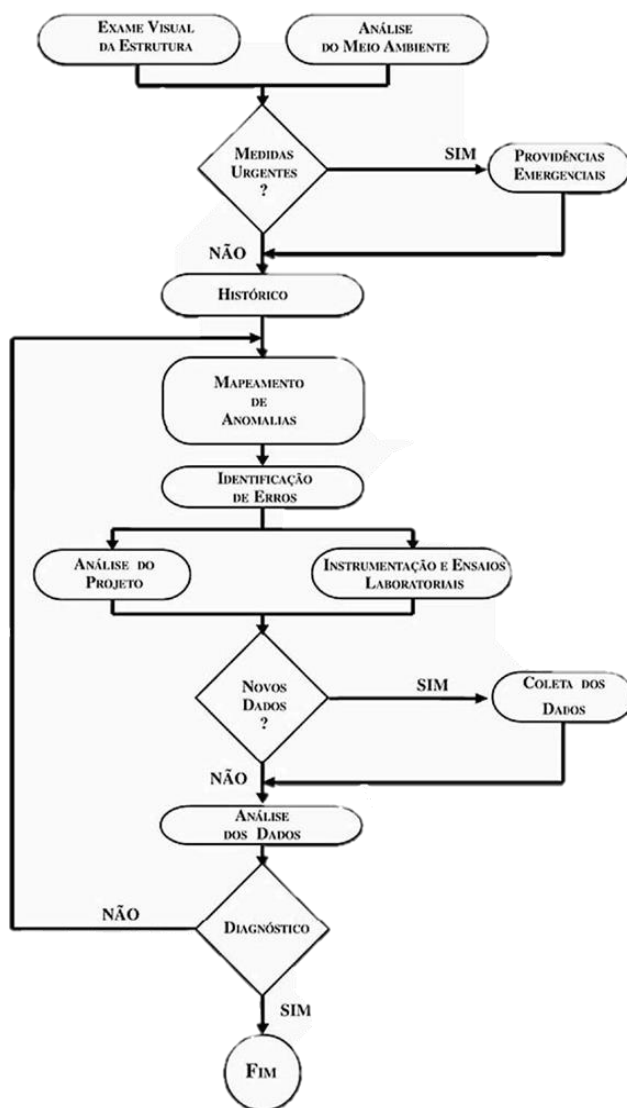 EXAME VISUAL
DA ESTRUTURA
ANÁLISE
DO MEIO AMBIENTE
MEDIDAS
URGENTES
?
SIM
PROVIDÊNCIAS
EMERGENCIAIS
NÃO
HISTÓRICO
MAPEAMENTO
DE
ANOMALIAS
IDENTIFICAÇÃO
DE ERROS
ANÁLISE DO
PROJETO
INSTRUMENTAÇÃO E ENSAIOS
LABORATORIAIS
NOVOS
DADOS
?
SIM
COLETA DOS
DADOS
NÃO
ANÁLISE
DOS DADOS
NÃO
DIAGNÓSTICO
SIM
FIM